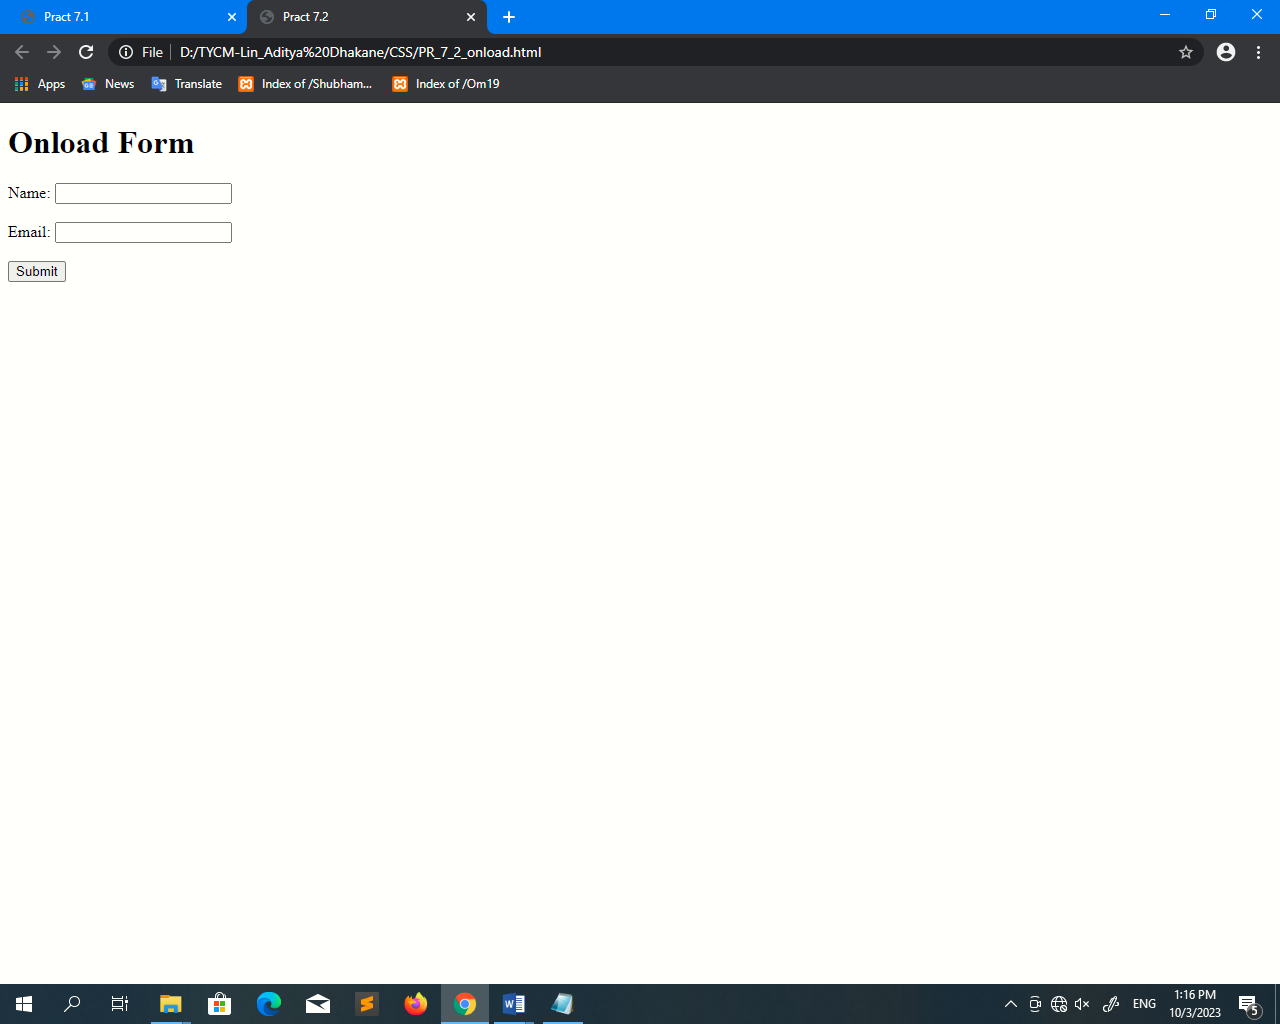 Pract 7.1
Pract 7.2
File
D:/TYCM-Lin_Aditya%20Dhakane/CSS/PR_7_2_onload.html
Apps
News
Translate
Index of /Shubham...
Index of /Om19
Onload Form
Name:
Email:
Submit
ENG
1:16 PM
10/3/2023
5